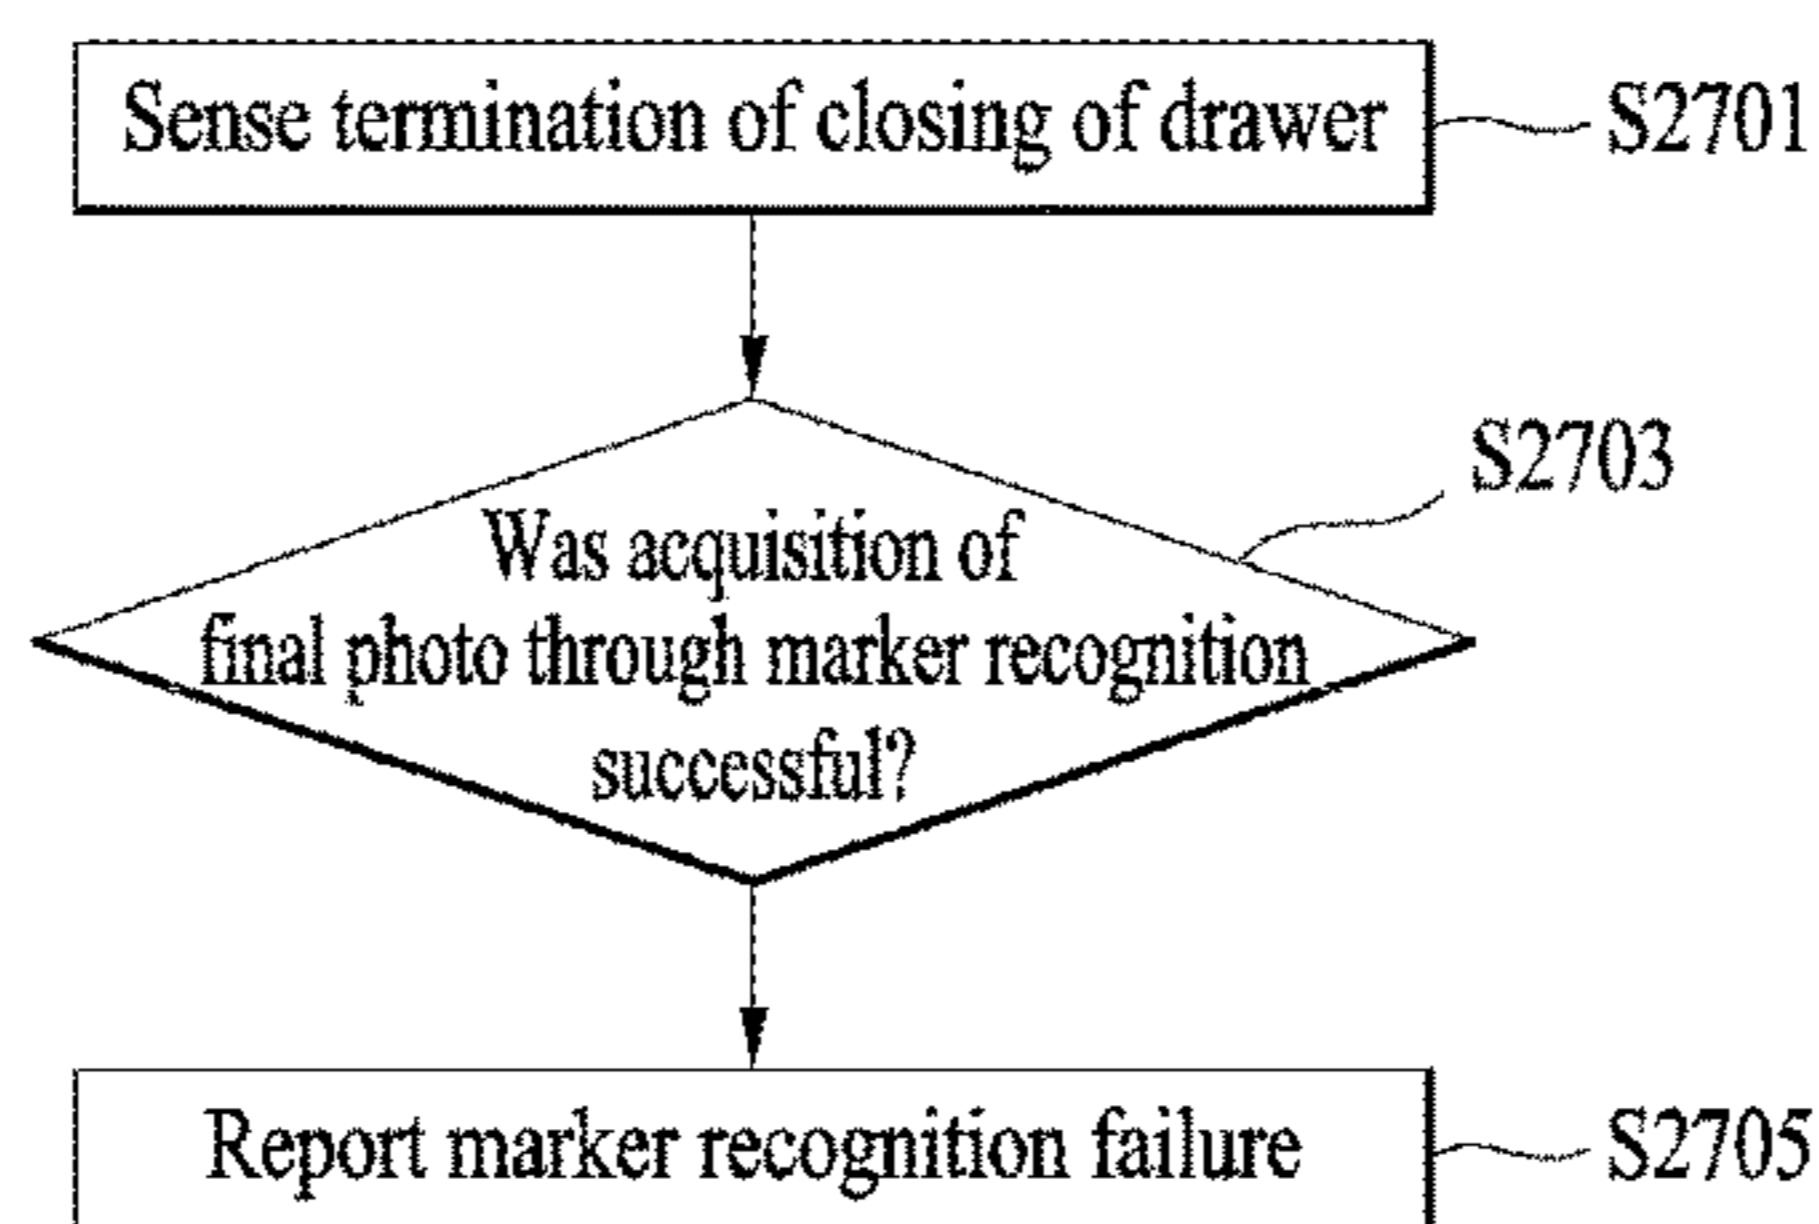 Sense termination of closing of drawer
S2701
S2703
Was acquisition of
final photo through marker recognition
successful?
Report marker recognition failure
S2705